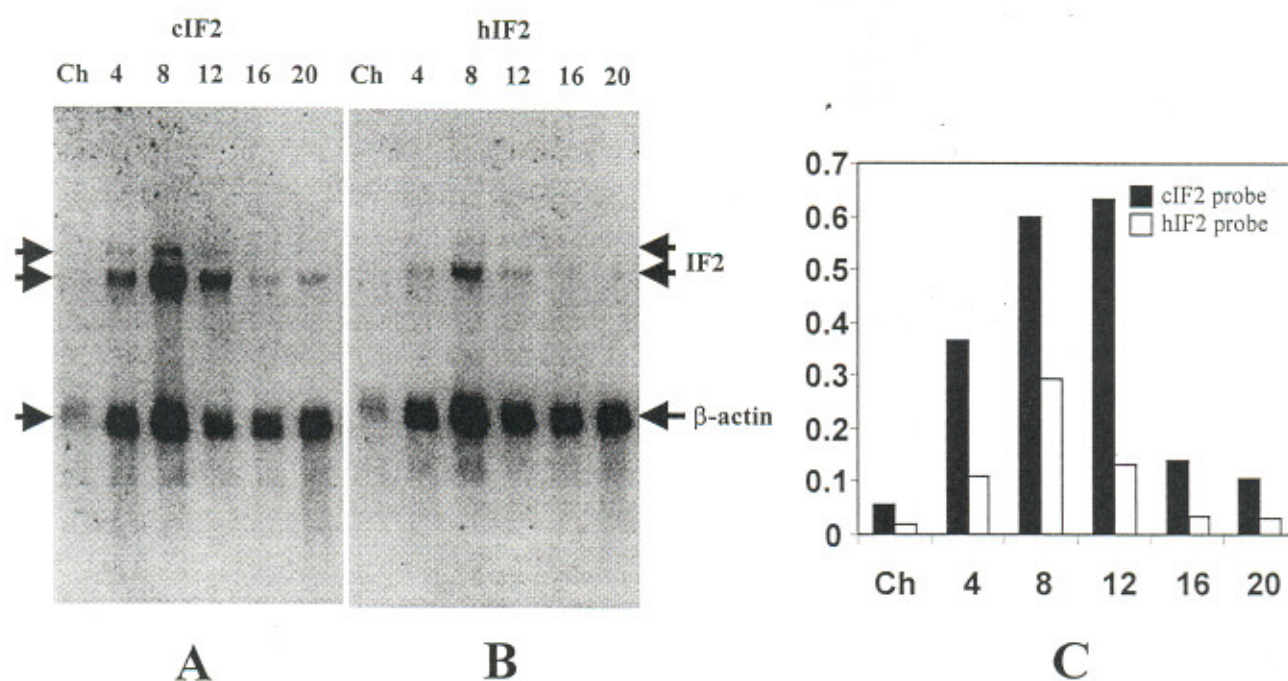 cIF2
Ch 4 8 12 16 20
hIF2
Ch 4 8 12 16 20
IF2
β-actin
A
B
0.7
0.6
0.5
0.4
0.3
0.2
0.1
0
cIF2 probe
hIF2 probe
Ch 4 8 12 16 20
C